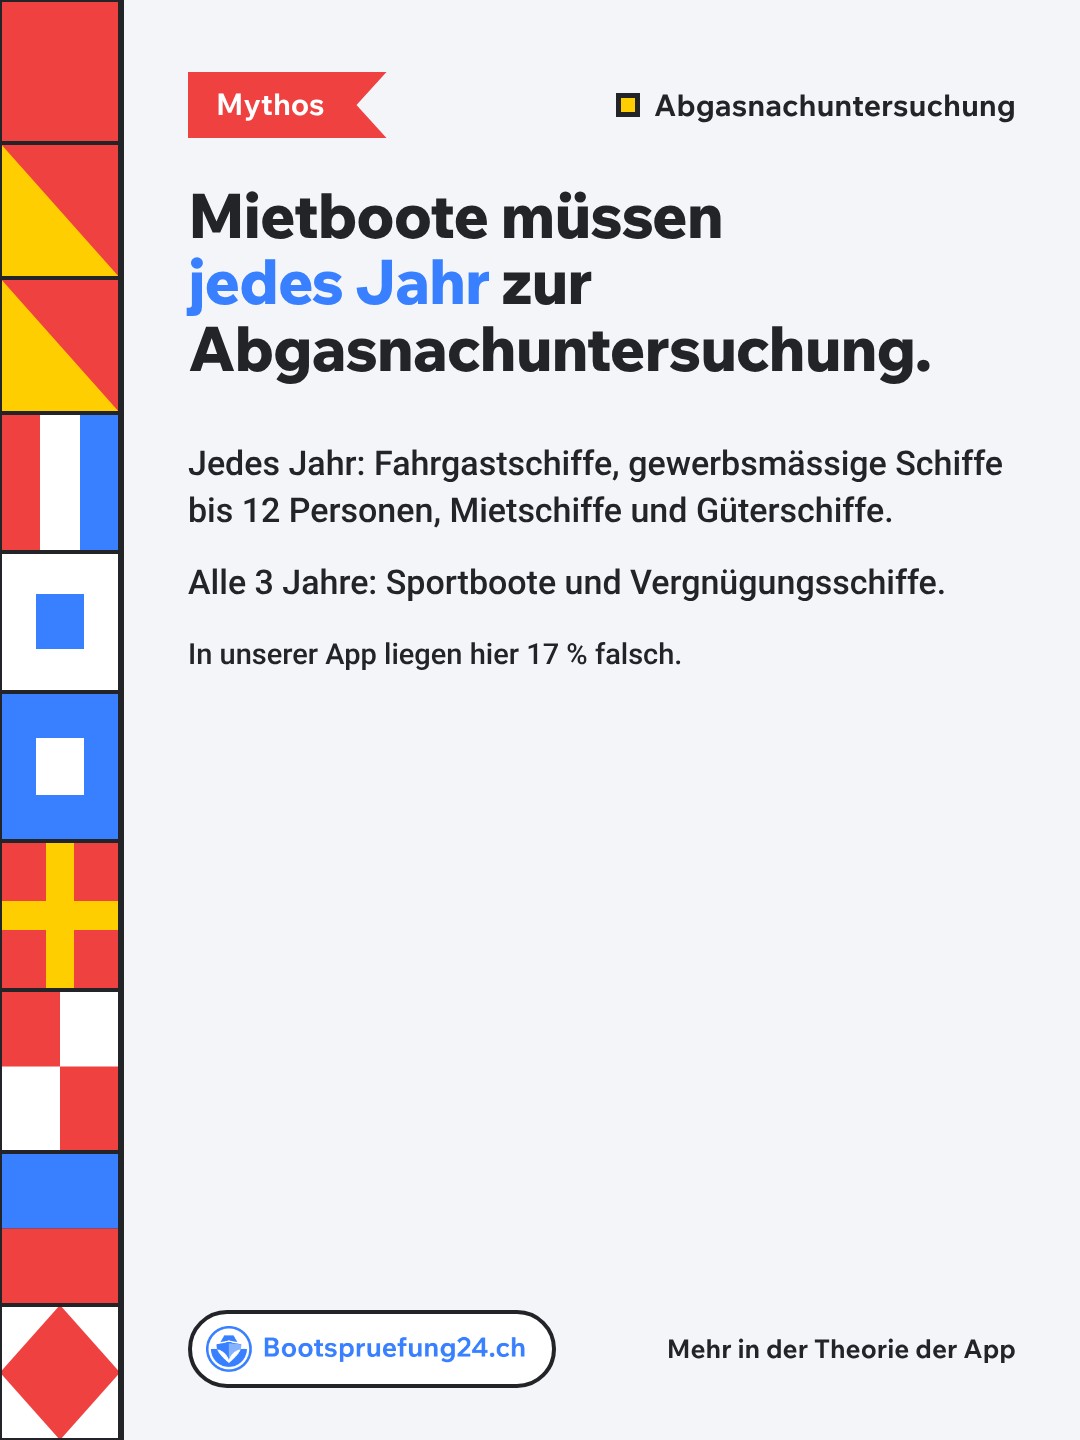 Mythos
Abgasnachuntersuchung
Mietboote müssen
jedes Jahr zur
Abgasnachuntersuchung.
Jedes Jahr: Fahrgastschiffe, gewerbsmässige Schiffe
bis 12 Personen, Mietschiffe und Güterschiffe.
Alle 3 Jahre: Sportboote und Vergnügungsschiffe.
In unserer App liegen hier 17 % falsch.
Bootspruefung24.ch
Mehr in der Theorie der App